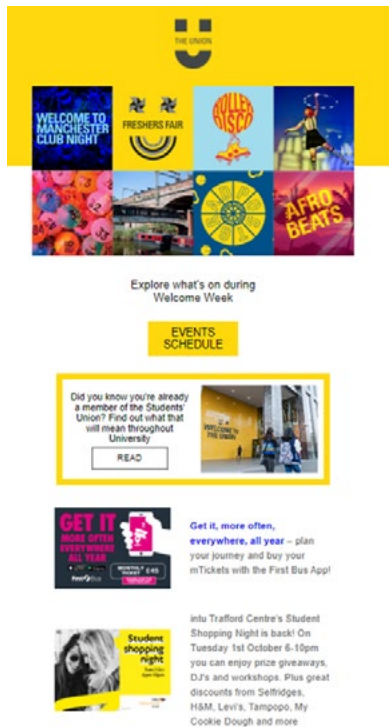 THE UNION
WELCOME TO
MANCHESTER
CLUB NIGHT
FRESHERS FAIR
ROLLER
DISCO
AFRO
BEATS
Explore what's on during
Welcome Week
EVENTS
SCHEDULE
Did you know you're already
a member of the Students'
Union? Find out what that
will mean throughout
University
READ
WELCOME TO
THE UNION
GET IT
MORE OFTEN
EVERYWHERE
ALL YEAR
First Bus
MONTHLY
TICKET
£45
Get it, more often,
everywhere, all year – plan
your journey and buy your
mTickets with the First Bus App!
Student
shopping
night
intu Trafford Centre's Student
Shopping Night is back! On
Tuesday 1st October 6-10pm
you can enjoy prize giveaways,
DJ's and workshops. Plus great
discounts from Selfridges,
H&M, Levi's, Tampopo, My
Cookie Dough and more